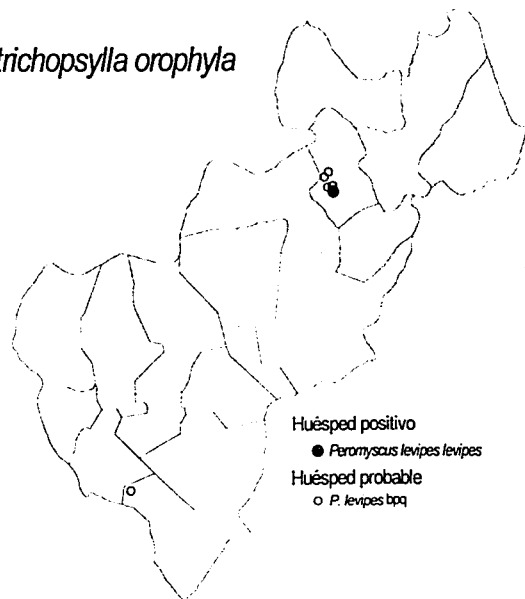 trichopsylla orophyla
Huésped positivo
Peromyscus levipes levipes
Huésped probable
P. levipes bpq